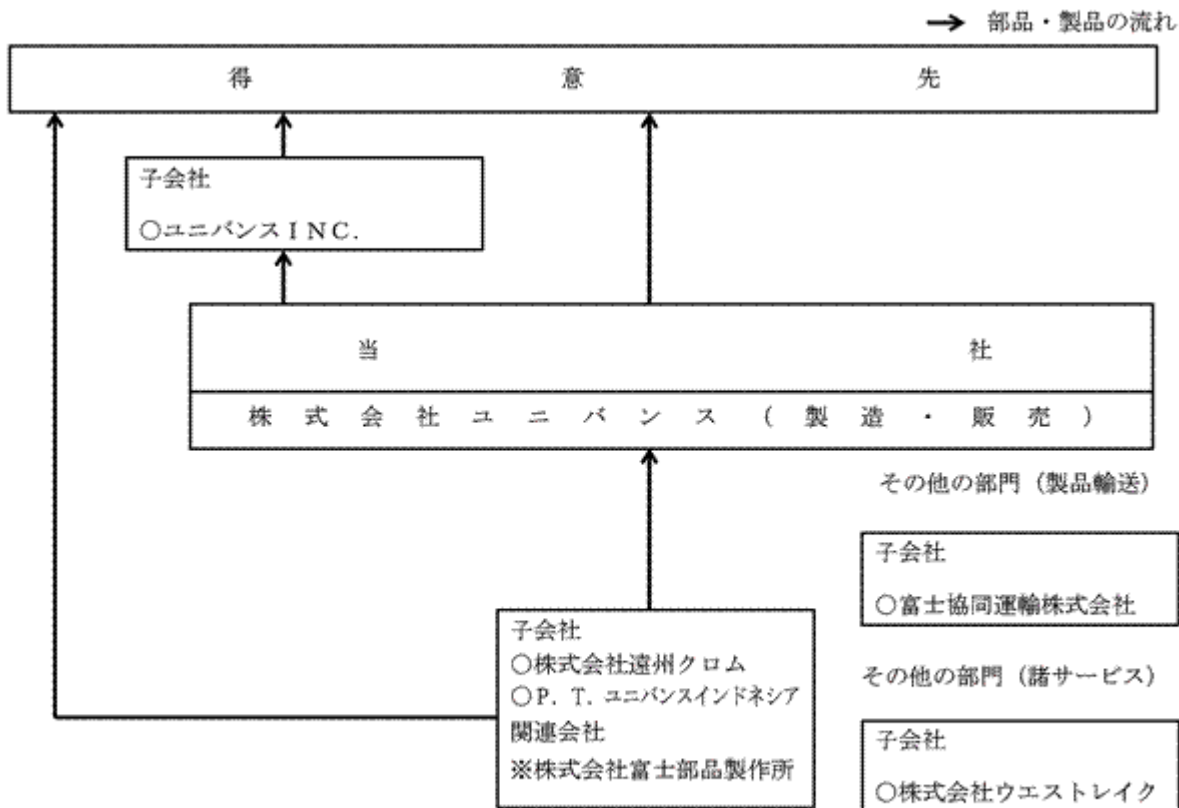 → 部品・製品の流れ
得意先
子会社
○ユニバンスＩＮＣ．
当社
株式会社ユニバンス（製造・販売）
その他の部門（製品輸送）
子会社
○富士協同運輸株式会社
子会社
○株式会社遠州クロム
○Ｐ．Ｔ．ユニバンスインドネシア
関連会社
※株式会社富士部品製作所
その他の部門（諸サービス）
子会社
○株式会社ウエストレイク